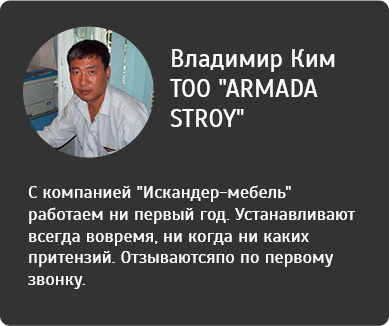 Владимир Ким
ТОО "ARMADA
STROY"
С компанией "Искандер-мебель"
работаем ни первый год. Устанавливают
всегда вовремя, ни когда ни каких
притензий. Отзываютсяпо по первому
звонку.